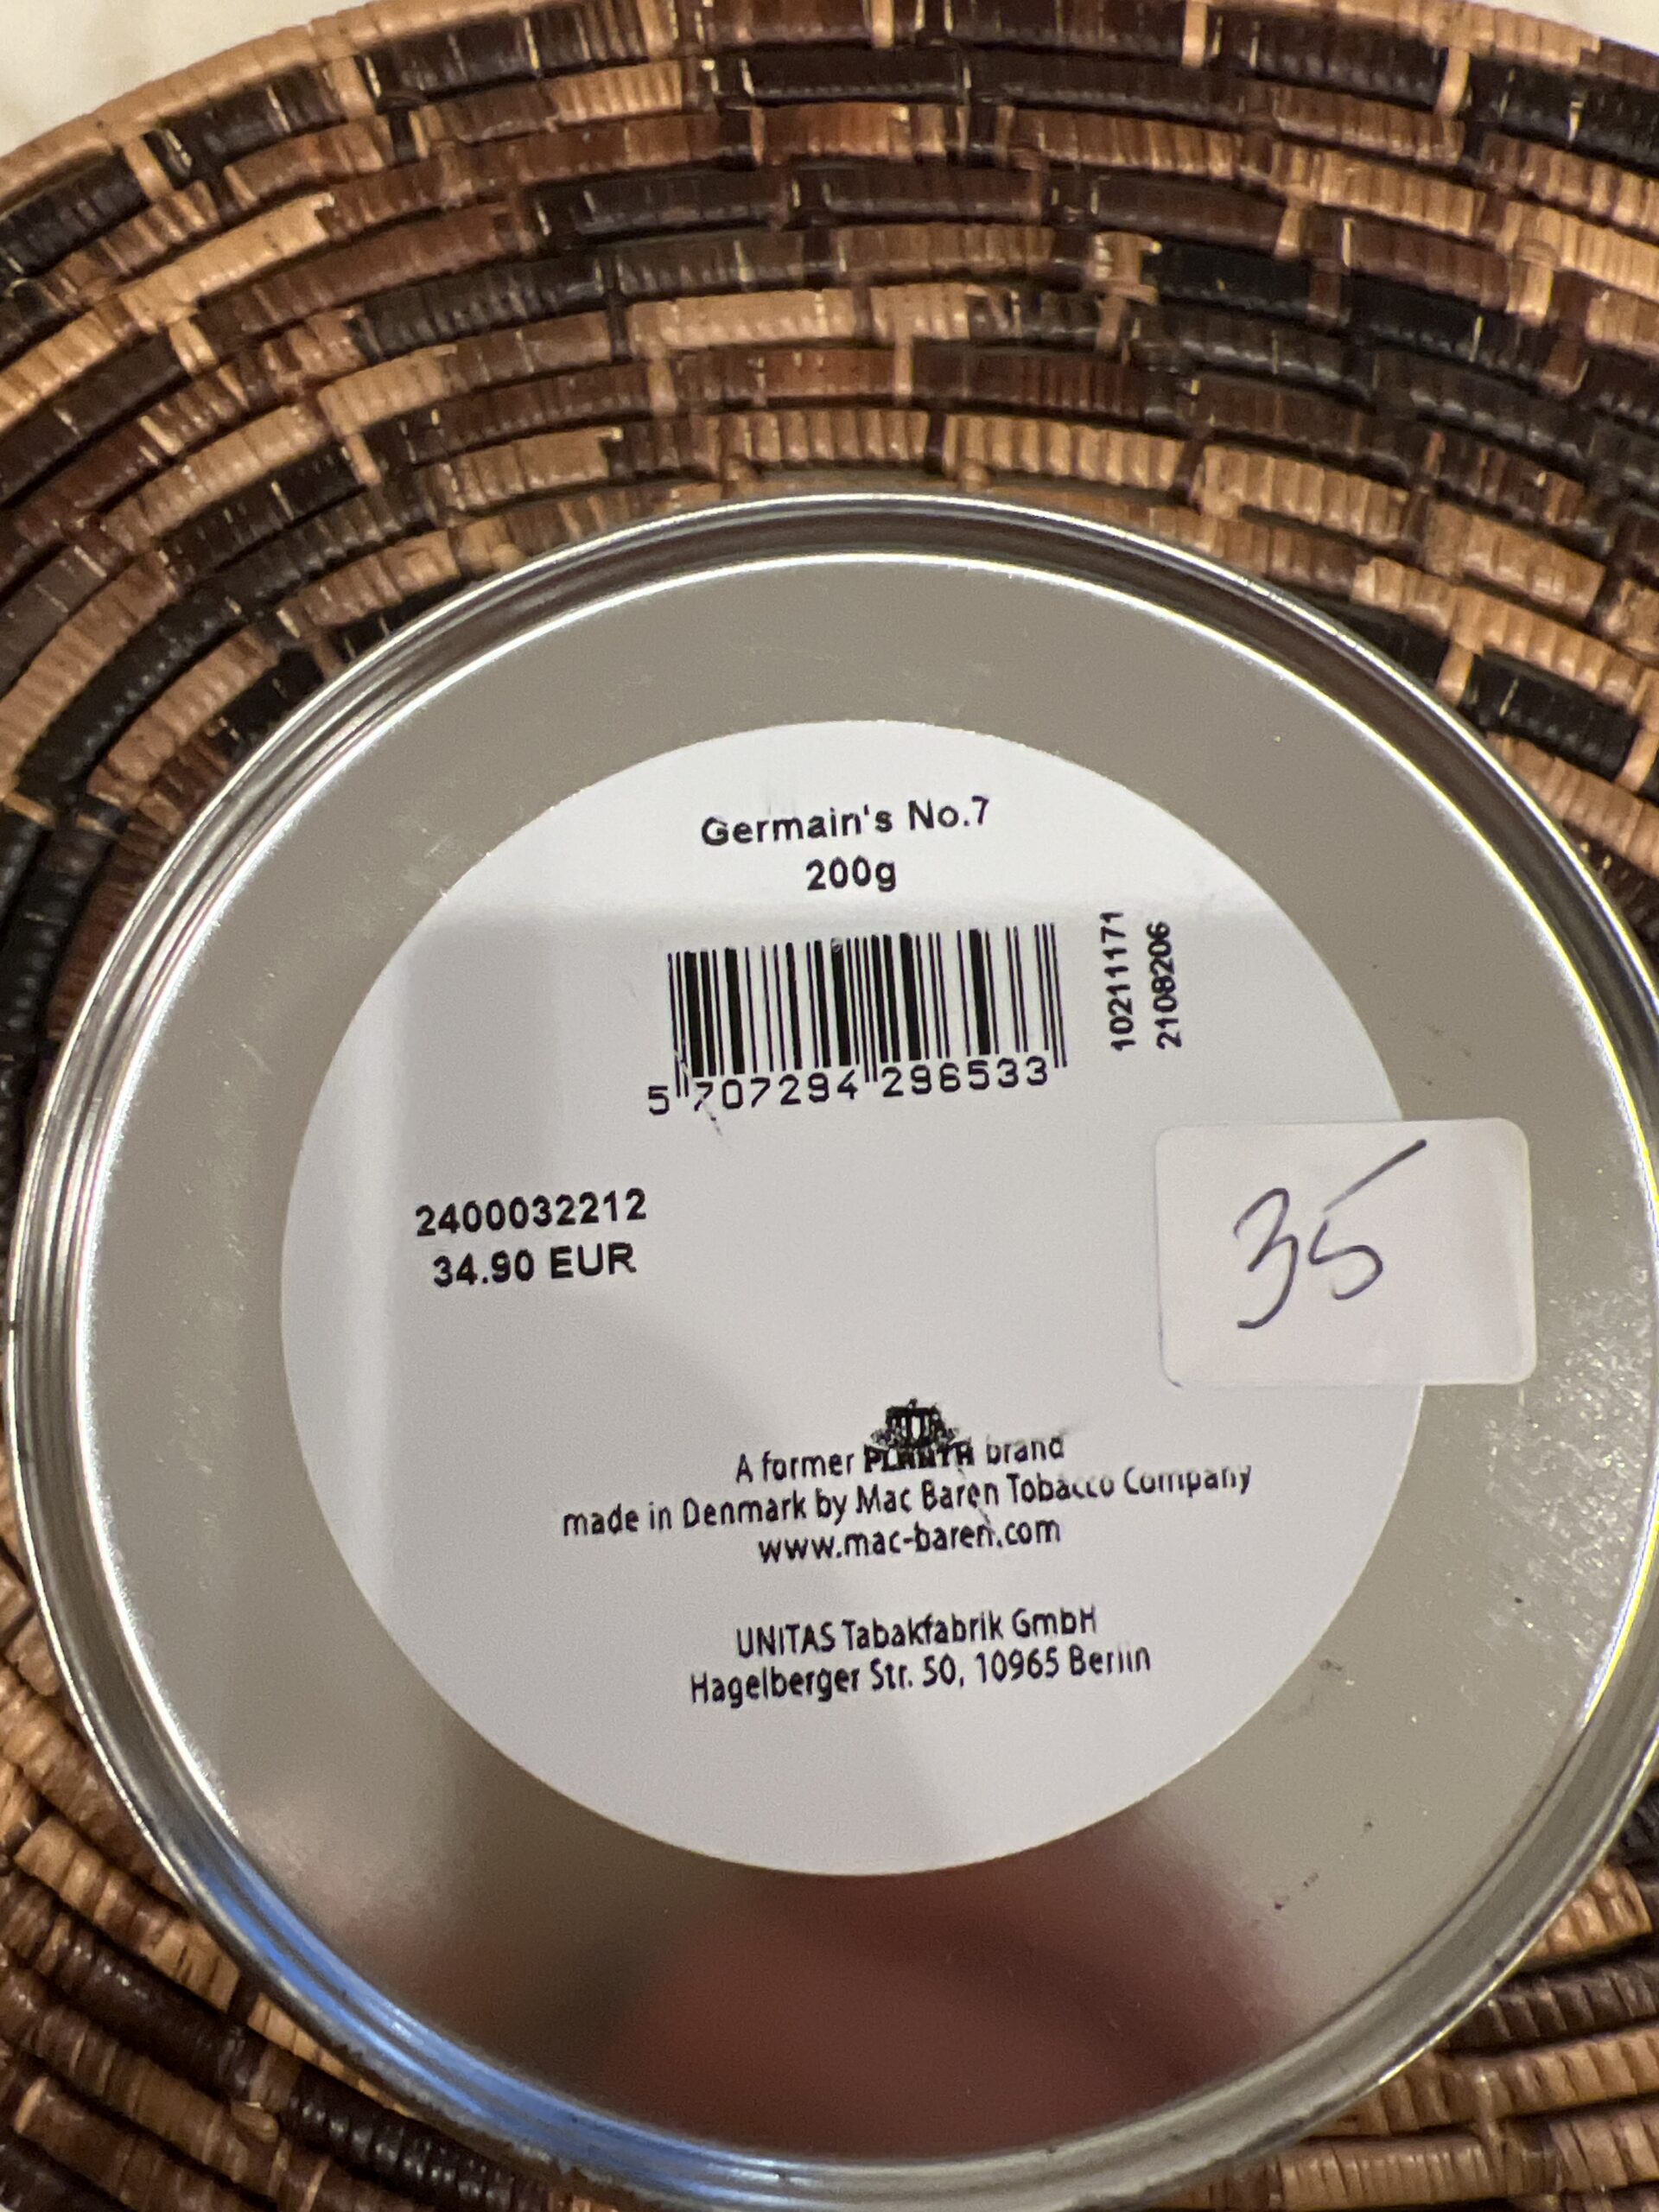 Germain's No.7
200g
10211171
2108206
5 707294 296533
2400032212
34.90 EUR
35
A former PLANTA brand
made in Denmark by Mac Baren Tobacco Company
www.mac-baren.com
UNITAS Tabakfabrik GmbH
Hagelberger Str. 50, 10965 Berlin